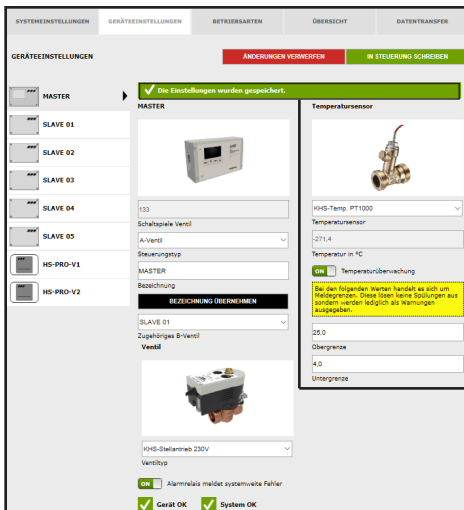 SYSTEMEINSTELLUNGEN
GERÄTEEINSTELLUNGEN
BETRIEBSARTEN
ÜBERSICHT
DATENTRANSFER
GERÄTEEINSTELLUNGEN
ÄNDERUNGEN VERWERFEN
IN STEUERUNG SCHREIBEN
MASTER
SLAVE 01
SLAVE 02
SLAVE 03
SLAVE 04
SLAVE 05
HS-PRO-V1
HS-PRO-V2
Die Einstellungen wurden gespeichert.
MASTER
133
Schaltspiele Ventil
A-Ventil
Steuerungstyp
MASTER
Bezeichnung
BEZEICHNUNG ÜBERNEHMEN
SLAVE 01
Zugehöriges B-Ventil
Ventil
KHS-Stellantrieb 230V
Ventiltyp
ON Alarmrelais meldet systemweite Fehler
Gerät OK
System OK
Temperatursensor
KHS-Temp. PT1000
Temperatursensor
-271,4
Temperatur in °C
ON Temperaturüberwachung
Bei den folgenden Werten handelt es sich um
Meldegrenzen. Diese lösen keine Spülungen aus
sondern werden lediglich als Warnungen
ausgegeben.
25,0
Obergrenze
4,0
Untergrenze